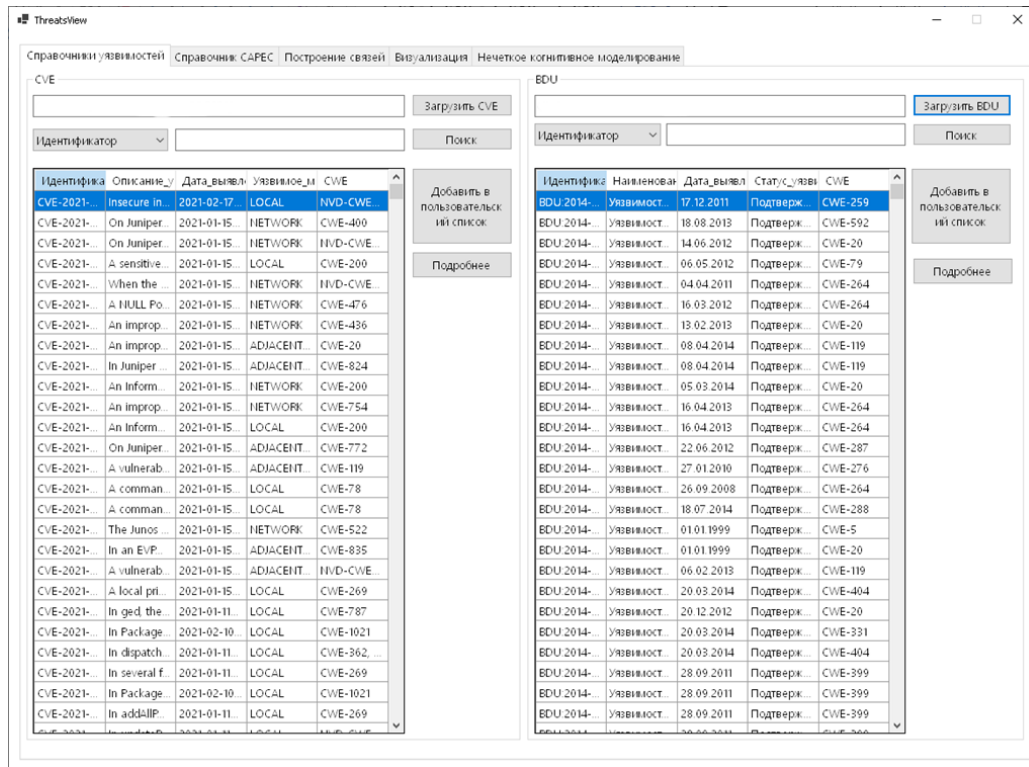 ThreatsView
Справочники уязвимостей Справочник CAPEC Построение связей Визуализация Нечеткое когнитивное моделирование
CVE
Загрузить CVE
Идентификатор Поиск
Идентифика Описание_у Дата_выявл Уязвимое_м CWE
CVE-2021-... Insecure in... 2021-02-17... LOCAL NVD-CWE...
CVE-2021-... On Juniper... 2021-01-15... NETWORK CWE-400
CVE-2021-... On Juniper... 2021-01-15... NETWORK NVD-CWE...
CVE-2021-... A sensitive... 2021-01-15... LOCAL CWE-200
CVE-2021-... When the ... 2021-01-15... NETWORK NVD-CWE...
CVE-2021-... A NULL Po... 2021-01-15... NETWORK CWE-476
CVE-2021-... An improp... 2021-01-15... NETWORK CWE-436
CVE-2021-... An improp... 2021-01-15... ADJACENT... CWE-20
CVE-2021-... In Juniper ... 2021-01-15... ADJACENT... CWE-824
CVE-2021-... An Inform... 2021-01-15... NETWORK CWE-200
CVE-2021-... An improp... 2021-01-15... NETWORK CWE-754
CVE-2021-... An Inform... 2021-01-15... LOCAL CWE-200
CVE-2021-... On Juniper... 2021-01-15... ADJACENT... CWE-772
CVE-2021-... A vulnerab... 2021-01-15... ADJACENT... CWE-119
CVE-2021-... A comman... 2021-01-15... LOCAL CWE-78
CVE-2021-... A comman... 2021-01-15... LOCAL CWE-78
CVE-2021-... The Junos ... 2021-01-15... NETWORK CWE-522
CVE-2021-... In an EVP... 2021-01-15... ADJACENT... CWE-835
CVE-2021-... A vulnerab... 2021-01-15... ADJACENT... NVD-CWE...
CVE-2021-... A local pri... 2021-01-15... LOCAL CWE-269
CVE-2021-... In ged, the... 2021-01-11... LOCAL CWE-787
CVE-2021-... In Package... 2021-02-10... LOCAL CWE-1021
CVE-2021-... In dispatch... 2021-01-11... LOCAL CWE-362, ...
CVE-2021-... In several f... 2021-01-11... LOCAL CWE-269
CVE-2021-... In Package... 2021-02-10... LOCAL CWE-1021
CVE-2021-... In addAllP... 2021-01-11... LOCAL CWE-269
Добавить в
пользовательск
ий список
Подробнее
BDU
Загрузить BDU
Идентификатор Поиск
Идентифика Наименован Дата_выявл Статус_уязви CWE
BDU:2014-... Уязвимост... 17.12.2011 Подтверж... CWE-259
BDU:2014-... Уязвимост... 18.08.2013 Подтверж... CWE-592
BDU:2014-... Уязвимост... 14.06.2012 Подтверж... CWE-20
BDU:2014-... Уязвимост... 06.05.2012 Подтверж... CWE-79
BDU:2014-... Уязвимост... 04.04.2011 Подтверж... CWE-264
BDU:2014-... Уязвимост... 16.03.2012 Подтверж... CWE-264
BDU:2014-... Уязвимост... 13.02.2013 Подтверж... CWE-20
BDU:2014-... Уязвимост... 08.04.2014 Подтверж... CWE-119
BDU:2014-... Уязвимост... 08.04.2014 Подтверж... CWE-119
BDU:2014-... Уязвимост... 05.03.2014 Подтверж... CWE-20
BDU:2014-... Уязвимост... 16.04.2013 Подтверж... CWE-264
BDU:2014-... Уязвимост... 16.04.2013 Подтверж... CWE-264
BDU:2014-... Уязвимост... 22.06.2012 Подтверж... CWE-287
BDU:2014-... Уязвимост... 27.01.2010 Подтверж... CWE-276
BDU:2014-... Уязвимост... 26.09.2008 Подтверж... CWE-264
BDU:2014-... Уязвимост... 18.07.2014 Подтверж... CWE-288
BDU:2014-... Уязвимост... 01.01.1999 Подтверж... CWE-5
BDU:2014-... Уязвимост... 01.01.1999 Подтверж... CWE-20
BDU:2014-... Уязвимост... 06.02.2013 Подтверж... CWE-119
BDU:2014-... Уязвимост... 20.03.2014 Подтверж... CWE-404
BDU:2014-... Уязвимост... 20.12.2012 Подтверж... CWE-20
BDU:2014-... Уязвимост... 20.03.2014 Подтверж... CWE-331
BDU:2014-... Уязвимост... 20.03.2014 Подтверж... CWE-404
BDU:2014-... Уязвимост... 28.09.2011 Подтверж... CWE-399
BDU:2014-... Уязвимост... 28.09.2011 Подтверж... CWE-399
BDU:2014-... Уязвимост... 28.09.2011 Подтверж... CWE-399
Добавить в
пользовательск
ий список
Подробнее